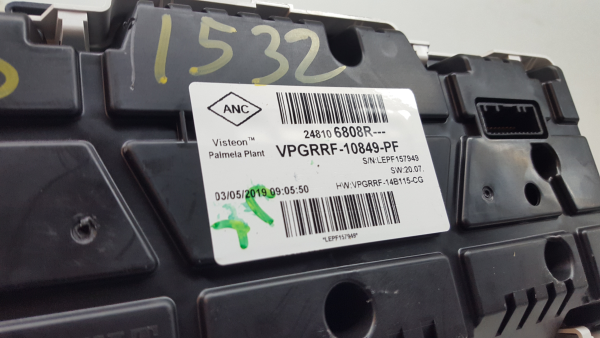 1532
ANC
24810 6808R---
Visteon™
Palmela Plant
VPGRRF-10849-PF
S/N:LEPF157949
SW:20.07.
03/05/2019 09:05:50
HW:VPGRRF-14B115-CG
*LEPF157949*